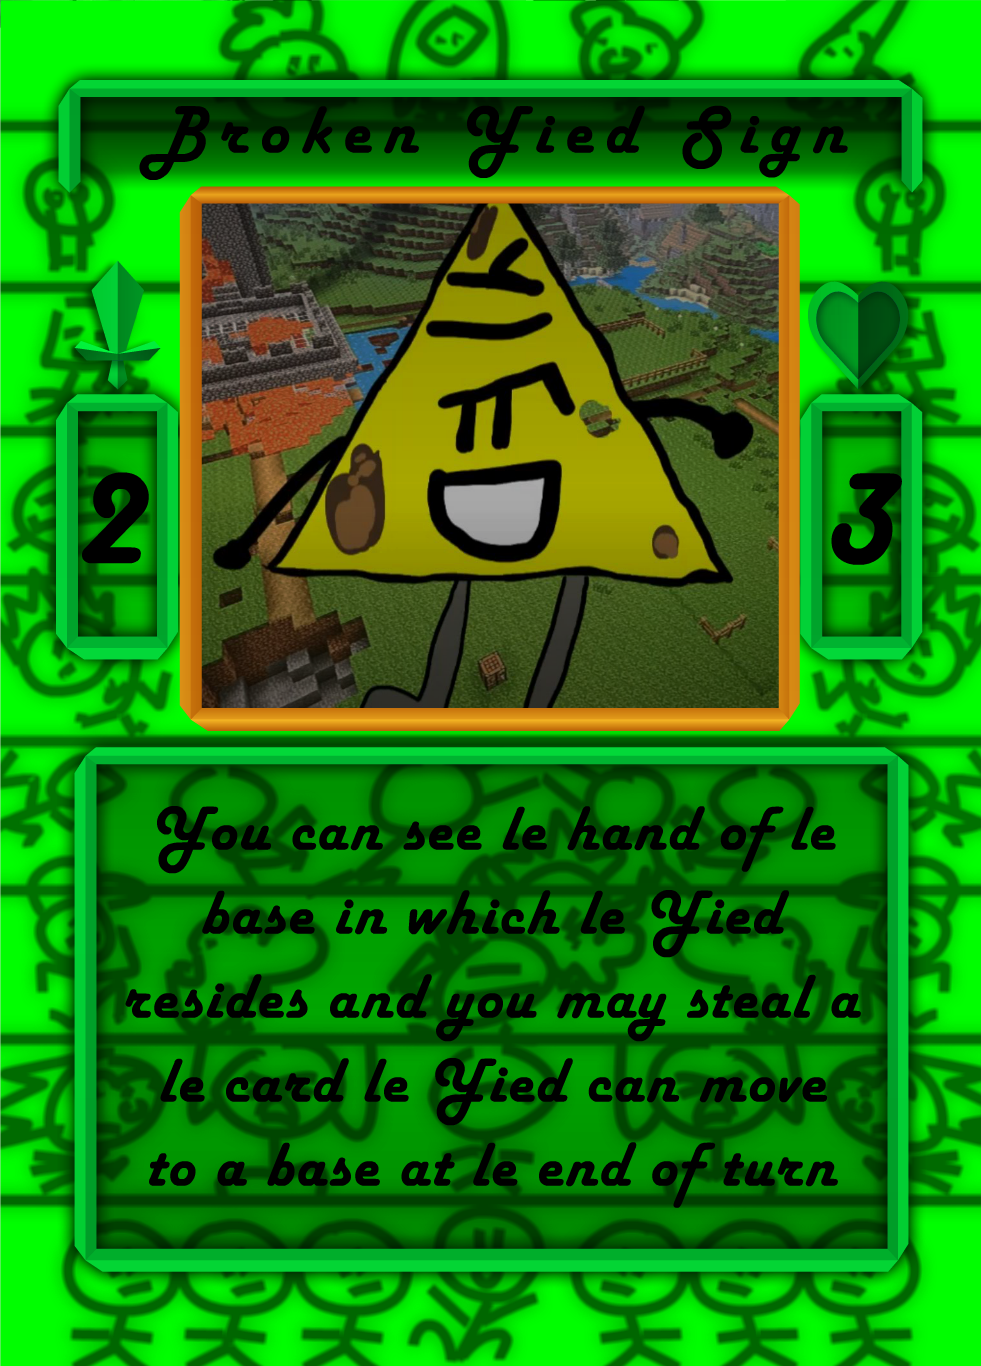 Broken Yied Sign
2
3
You can see le hand of le
base in which le Yied
resides and you may steal a
le card le Yied can move
to a base at le end of turn